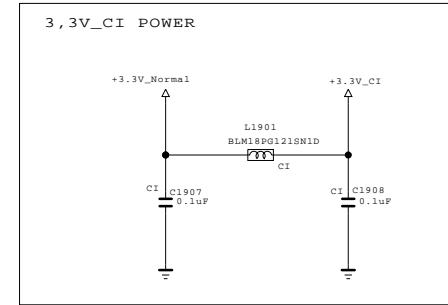 3,3V_CI POWER
+3.3V_Normal
+3.3V_CI
L1901
BLM18PG121SN1D
CI
CI C1907
0.1uF
CI C1908
0.1uF